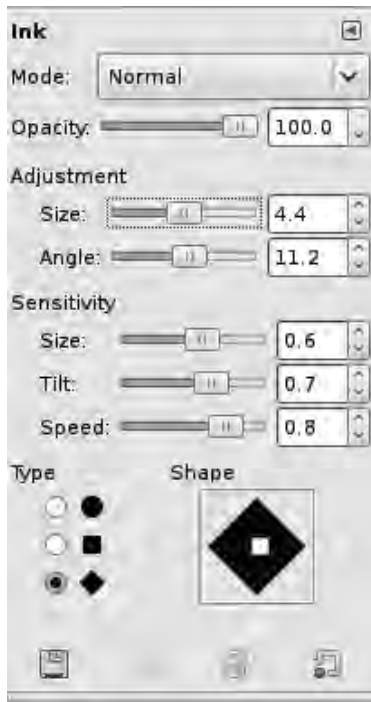 Ink
Mode: Normal
Opacity: 100.0
Adjustment
Size: 4.4
Angle: 11.2
Sensitivity
Size: 0.6
Tilt: 0.7
Speed: 0.8
Type Shape